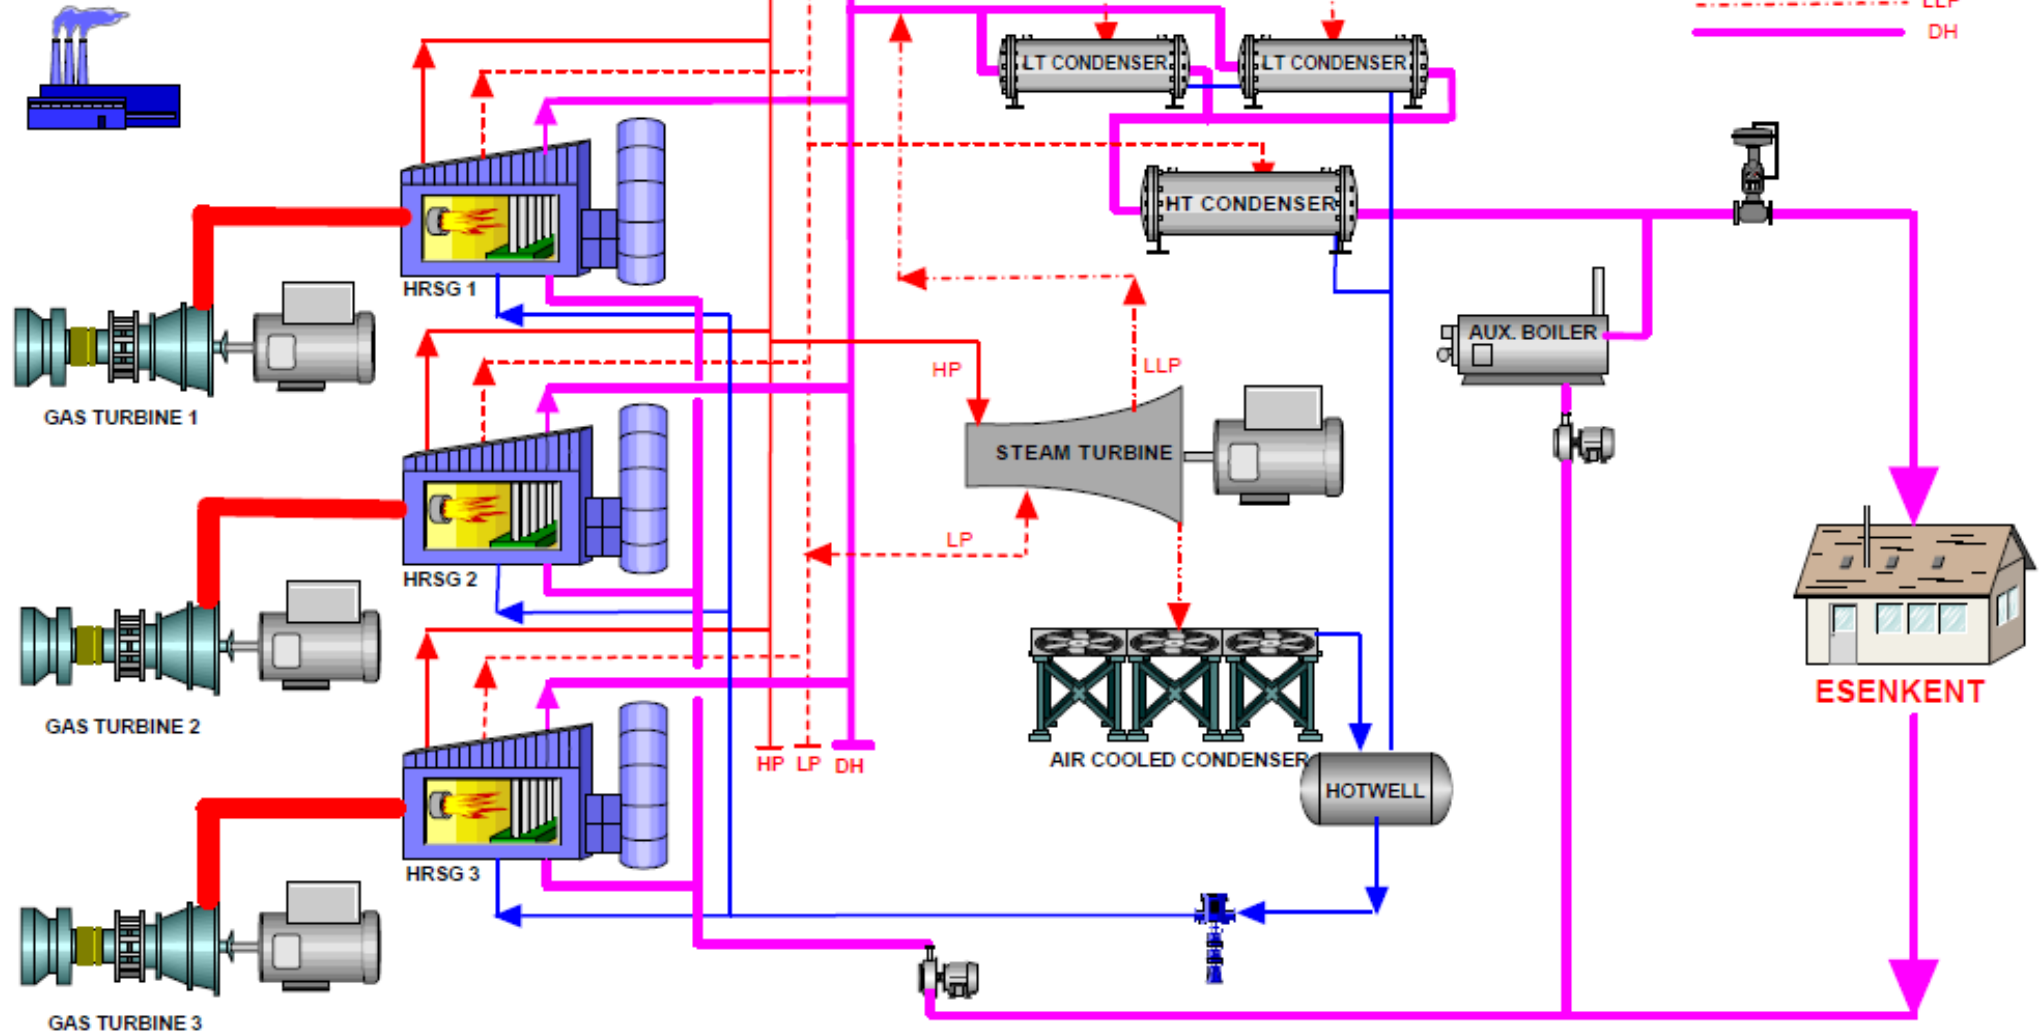 LLP
DH
LT CONDENSER
LT CONDENSER
HT CONDENSER
HRSG 1
AUX. BOILER
HP
LLP
GAS TURBINE 1
STEAM TURBINE
LP
HRSG 2
ESENKENT
GAS TURBINE 2
HP
LP
DH
AIR COOLED CONDENSER
HOTWELL
HRSG 3
GAS TURBINE 3